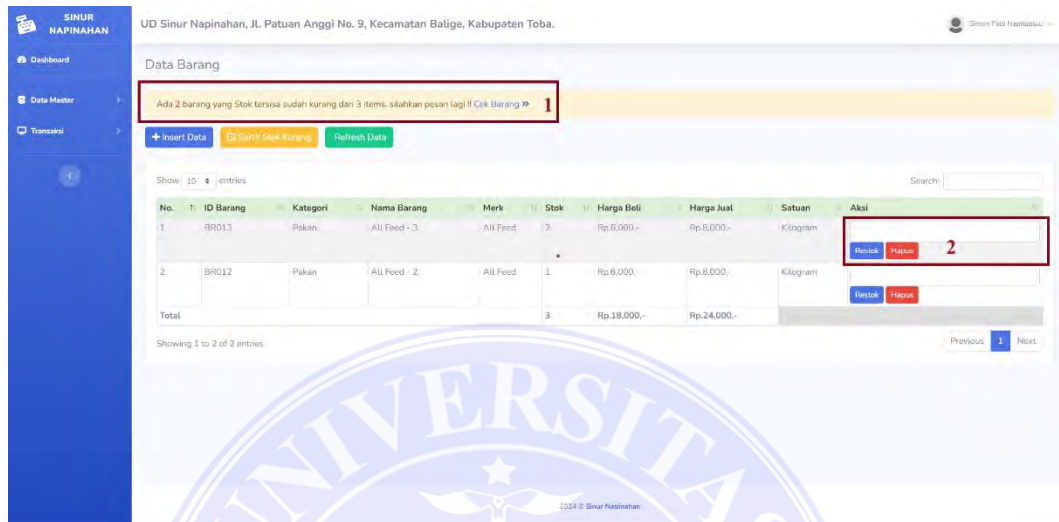 SINUR
NAPINAHAN
UD Sinur Napinahan, Jl. Patuan Anggi No. 9, Kecamatan Balige, Kabupaten Toba.
Simon Pata
Dashboard
Data Barang
Data Master
Ada 2 barang yang Stok tersisa sudah kurang dari 3 items. silahkan pesan lagi !! Cek Barang » 1
Transaksi
+ Insert Data Sortir Stok Kurang Refresh Data
Show 10 entries Search:
No. ID Barang Kategori Nama Barang Merk Stok Harga Beli Harga Jual Satuan Aksi
1 BR013 Pakan All Feed - 3 All Feed 2 Rp.6,000,- Rp.8,000,- Kilogram
Restok Hapus 2
2 BR012 Pakan All Feed - 2 All Feed 1 Rp.6,000,- Rp.8,000,- Kilogram
Restok Hapus
Total 3 Rp.18,000,- Rp.24,000,-
Showing 1 to 2 of 2 entries Previous 1 Next
UNIVERSITA
2024 © Sinur Napinahan